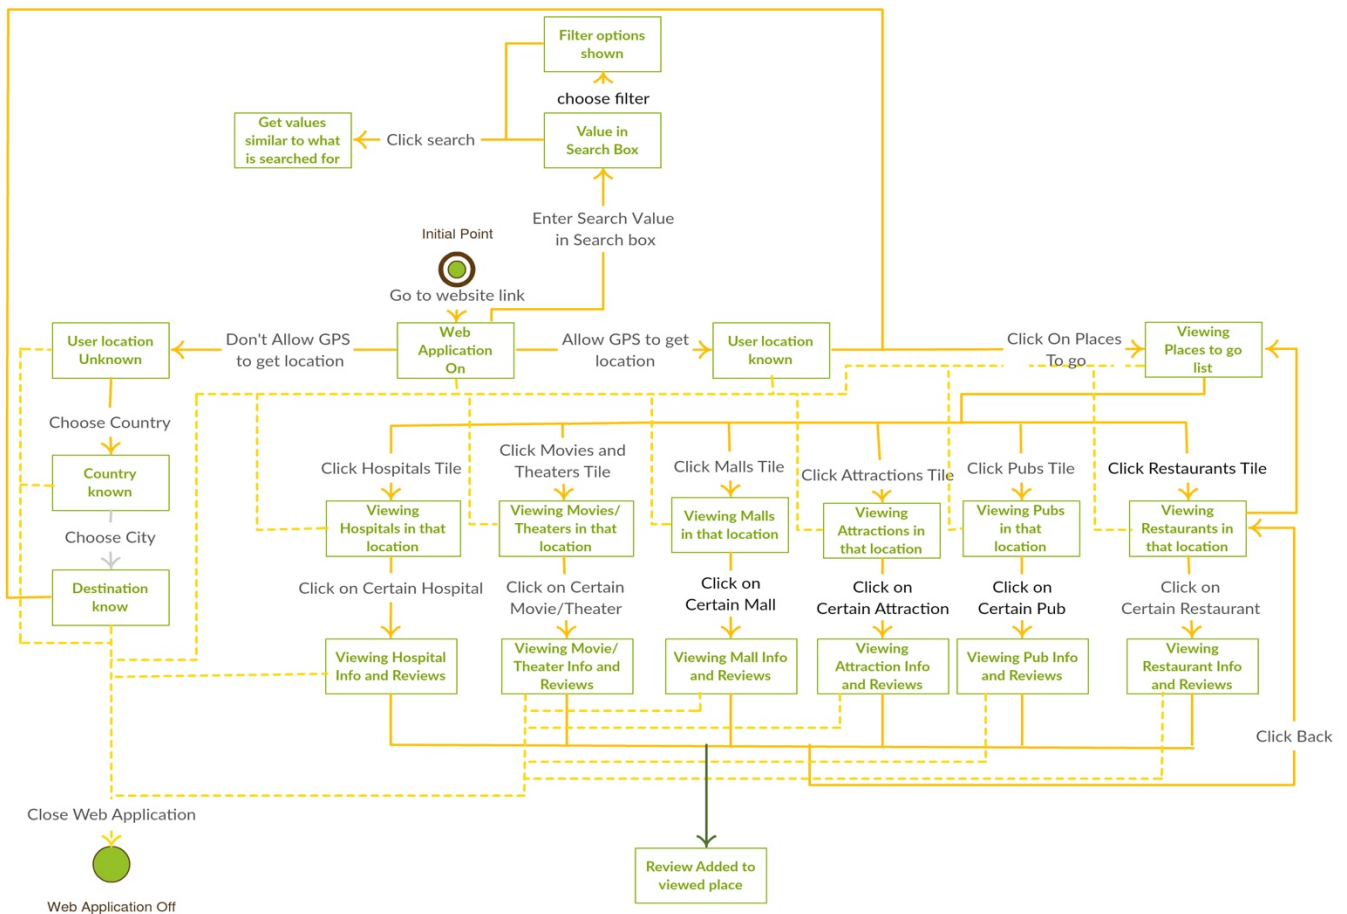 Filter options
shown
choose filter
Get values
similar to what
is searched for
Click search
Value in
Search Box
Enter Search Value
in Search box
Initial Point
Go to website link
User location
Unknown
Don't Allow GPS
to get location
Web
Application
On
Allow GPS to get
location
User location
known
Click On Places
To go
Viewing
Places to go
list
Choose Country
Country
known
Choose City
Destination
know
Click Hospitals Tile
Click Movies and
Theaters Tile
Click Malls Tile
Click Attractions Tile
Click Pubs Tile
Click Restaurants Tile
Viewing
Hospitals in that
location
Viewing Movies/
Theaters in that
location
Viewing Malls
in that location
Viewing
Attractions in
that location
Viewing Pubs
in that
location
Viewing
Restaurants in
that location
Click on Certain Hospital
Click on Certain
Movie/Theater
Click on
Certain Mall
Click on
Certain Attraction
Click on
Certain Pub
Click on
Certain Restaurant
Viewing Hospital
Info and Reviews
Viewing Movie/
Theater Info and
Reviews
Viewing Mall Info
and Reviews
Viewing
Attraction Info
and Reviews
Viewing Pub Info
and Reviews
Viewing
Restaurant Info
and Reviews
Click Back
Close Web Application
Web Application Off
Review Added to
viewed place